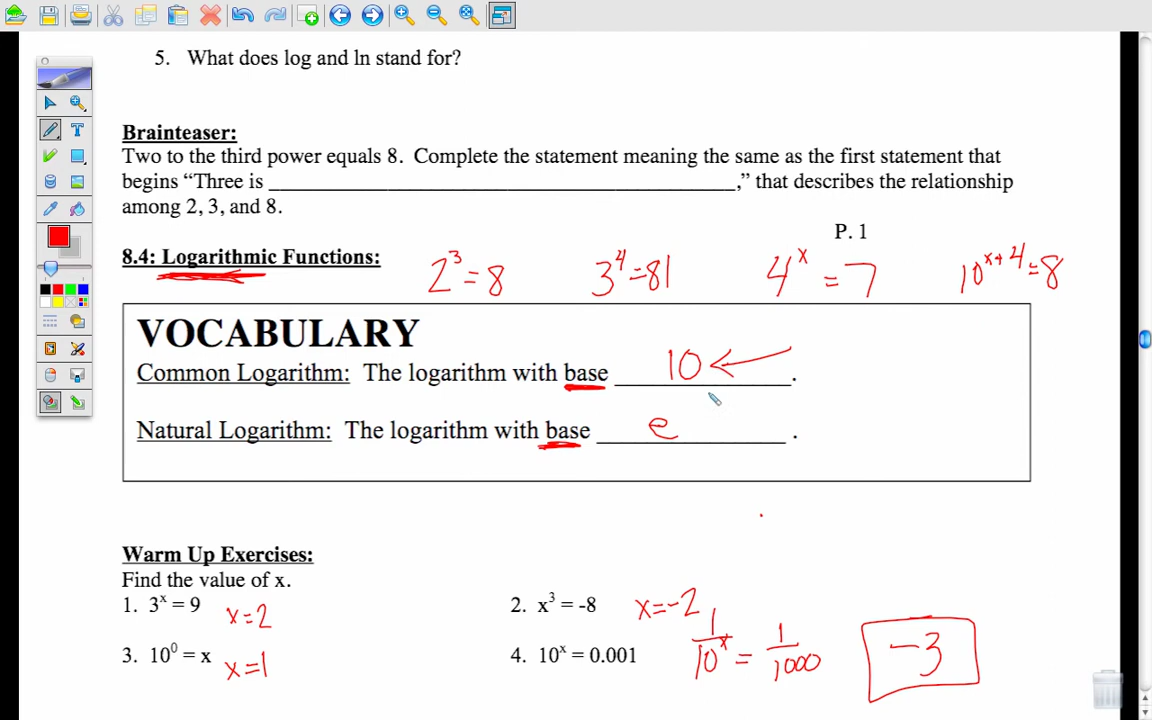 5. What does log and ln stand for?
Brainteaser:
Two to the third power equals 8. Complete the statement meaning the same as the first statement that
begins “Three is ________________________________________,” that describes the relationship
among 2, 3, and 8.
P. 1
8.4: Logarithmic Functions:
2³=8 3⁴=81 4ˣ=7 10ˣ⁺⁴=8
VOCABULARY
Common Logarithm: The logarithm with base 10.
Natural Logarithm: The logarithm with base e.
Warm Up Exercises:
Find the value of x.
1. 3ˣ = 9 x=2 2. x³ = -8 x=-2
3. 10⁰ = x x=1 4. 10ˣ = 0.001 1/10ˣ = 1/1000 -3